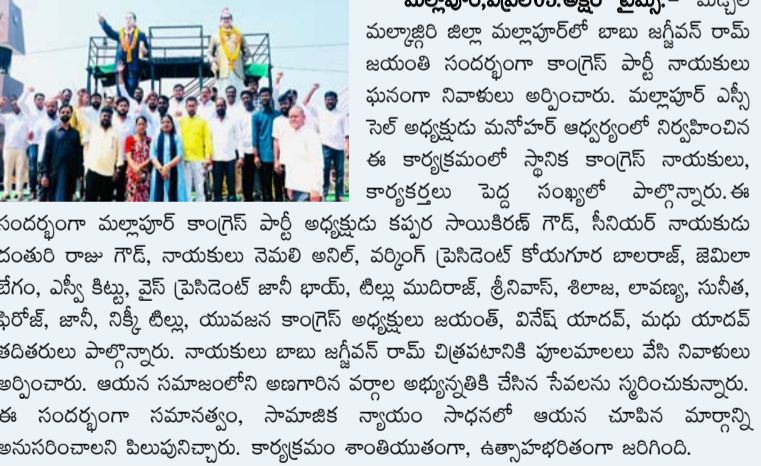 మల్లాపూర్,ఏప్రిల్05.అక్షర టైమ్స్:– మేడ్చల్
మల్కాజ్గిరి జిల్లా మల్లాపూర్‌లో బాబు జగ్జీవన్ రామ్
జయంతి సందర్భంగా కాంగ్రెస్ పార్టీ నాయకులు
ఘనంగా నివాళులు అర్పించారు. మల్లాపూర్ ఎస్సీ
సెల్ అధ్యక్షుడు మనోహర్ ఆధ్వర్యంలో నిర్వహించిన
ఈ కార్యక్రమంలో స్థానిక కాంగ్రెస్ నాయకులు,
కార్యకర్తలు పెద్ద సంఖ్యలో పాల్గొన్నారు.ఈ
సందర్భంగా మల్లాపూర్ కాంగ్రెస్ పార్టీ అధ్యక్షుడు కప్పర సాయికిరణ్ గౌడ్, సీనియర్ నాయకుడు
దంతురి రాజు గౌడ్, నాయకులు నెమలి అనిల్, వర్కింగ్ ప్రెసిడెంట్ కోయగూర బాలరాజ్, జెమిలా
బేగం, ఎస్వీ కిట్టు, వైస్ ప్రెసిడెంట్ జానీ భాయ్, టిల్లు ముదిరాజ్, శ్రీనివాస్, శిలాజ, లావణ్య, సునీత,
ఫిరోజ్, జానీ, నిక్కీ టిల్లు, యువజన కాంగ్రెస్ అధ్యక్షులు జయంత్, వినేష్ యాదవ్, మధు యాదవ్
తదితరులు పాల్గొన్నారు. నాయకులు బాబు జగ్జీవన్ రామ్ చిత్రపటానికి పూలమాలలు వేసి నివాళులు
అర్పించారు. ఆయన సమాజంలోని అణగారిన వర్గాల అభ్యున్నతికి చేసిన సేవలను స్మరించుకున్నారు.
ఈ సందర్భంగా సమానత్వం, సామాజిక న్యాయం సాధనలో ఆయన చూపిన మార్గాన్ని
అనుసరించాలని పిలుపునిచ్చారు. కార్యక్రమం శాంతియుతంగా, ఉత్సాహభరితంగా జరిగింది.